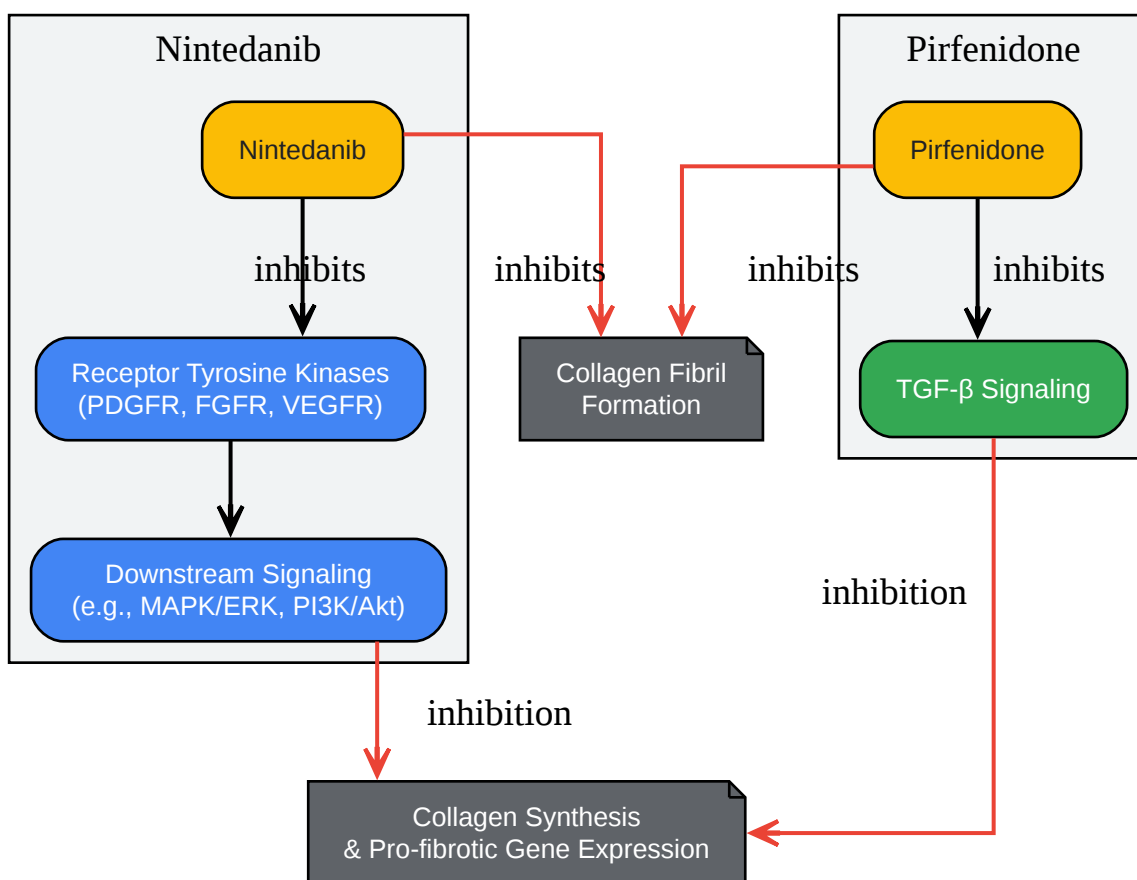 Nintedanib
Pirfenidone
Nintedanib
Pirfenidone
inhibits
inhibits
inhibits
inhibits
Receptor Tyrosine Kinases
(PDGFR, FGFR, VEGFR)
Collagen Fibril
Formation
TGF-β Signaling
Downstream Signaling
(e.g., MAPK/ERK, PI3K/Akt)
inhibition
inhibition
Collagen Synthesis
& Pro-fibrotic Gene Expression